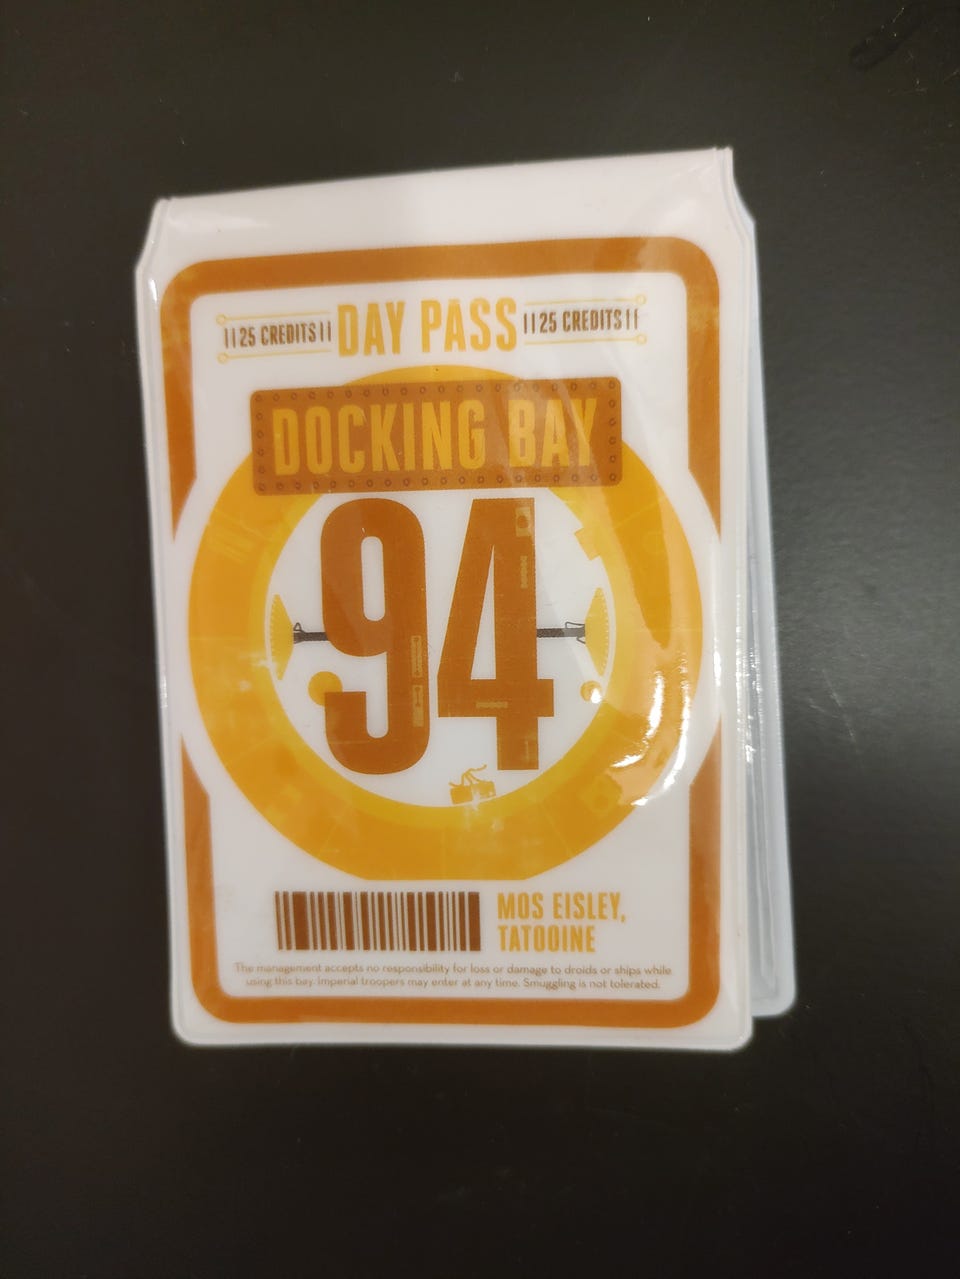 25 CREDITS DAY PASS 25 CREDITS
DOCKING BAY
94
MOS EISLEY,
TATOOINE
The management accepts no responsibility for loss or damage to droids or ships while
using this bay. Imperial troopers may enter at any time. Smuggling is not tolerated.